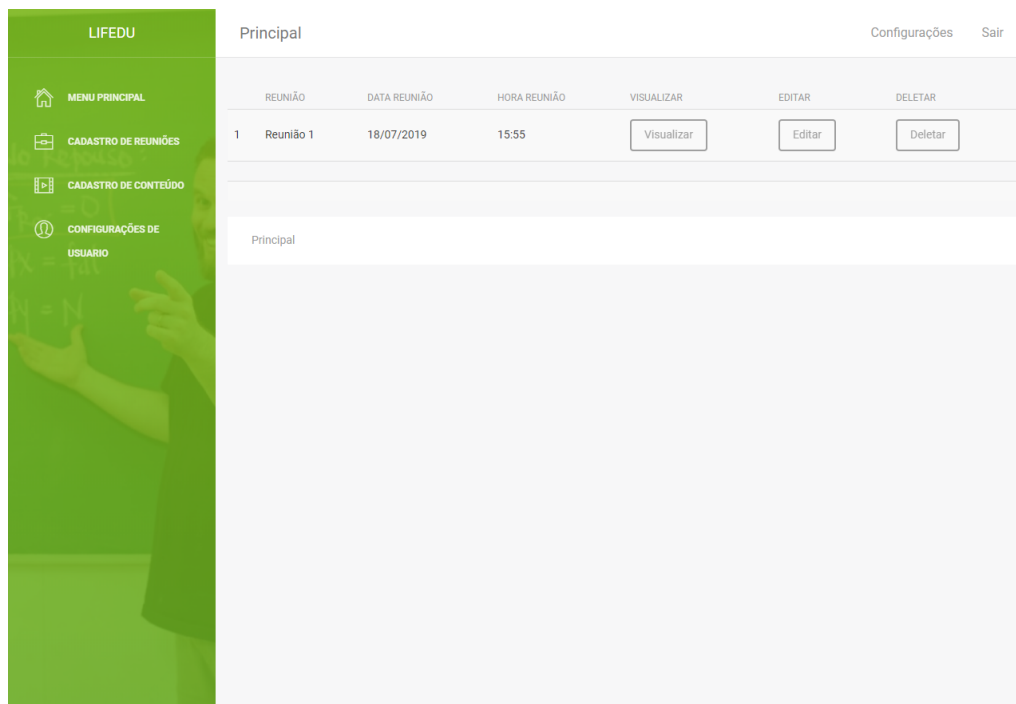 LIFEDU
Principal
Configurações
Sair
MENU PRINCIPAL
CADASTRO DE REUNIÕES
CADASTRO DE CONTEÚDO
CONFIGURAÇÕES DE
USUARIO
REUNIÃO DATA REUNIÃO HORA REUNIÃO VISUALIZAR EDITAR DELETAR
1 Reunião 1 18/07/2019 15:55 Visualizar Editar Deletar
Principal